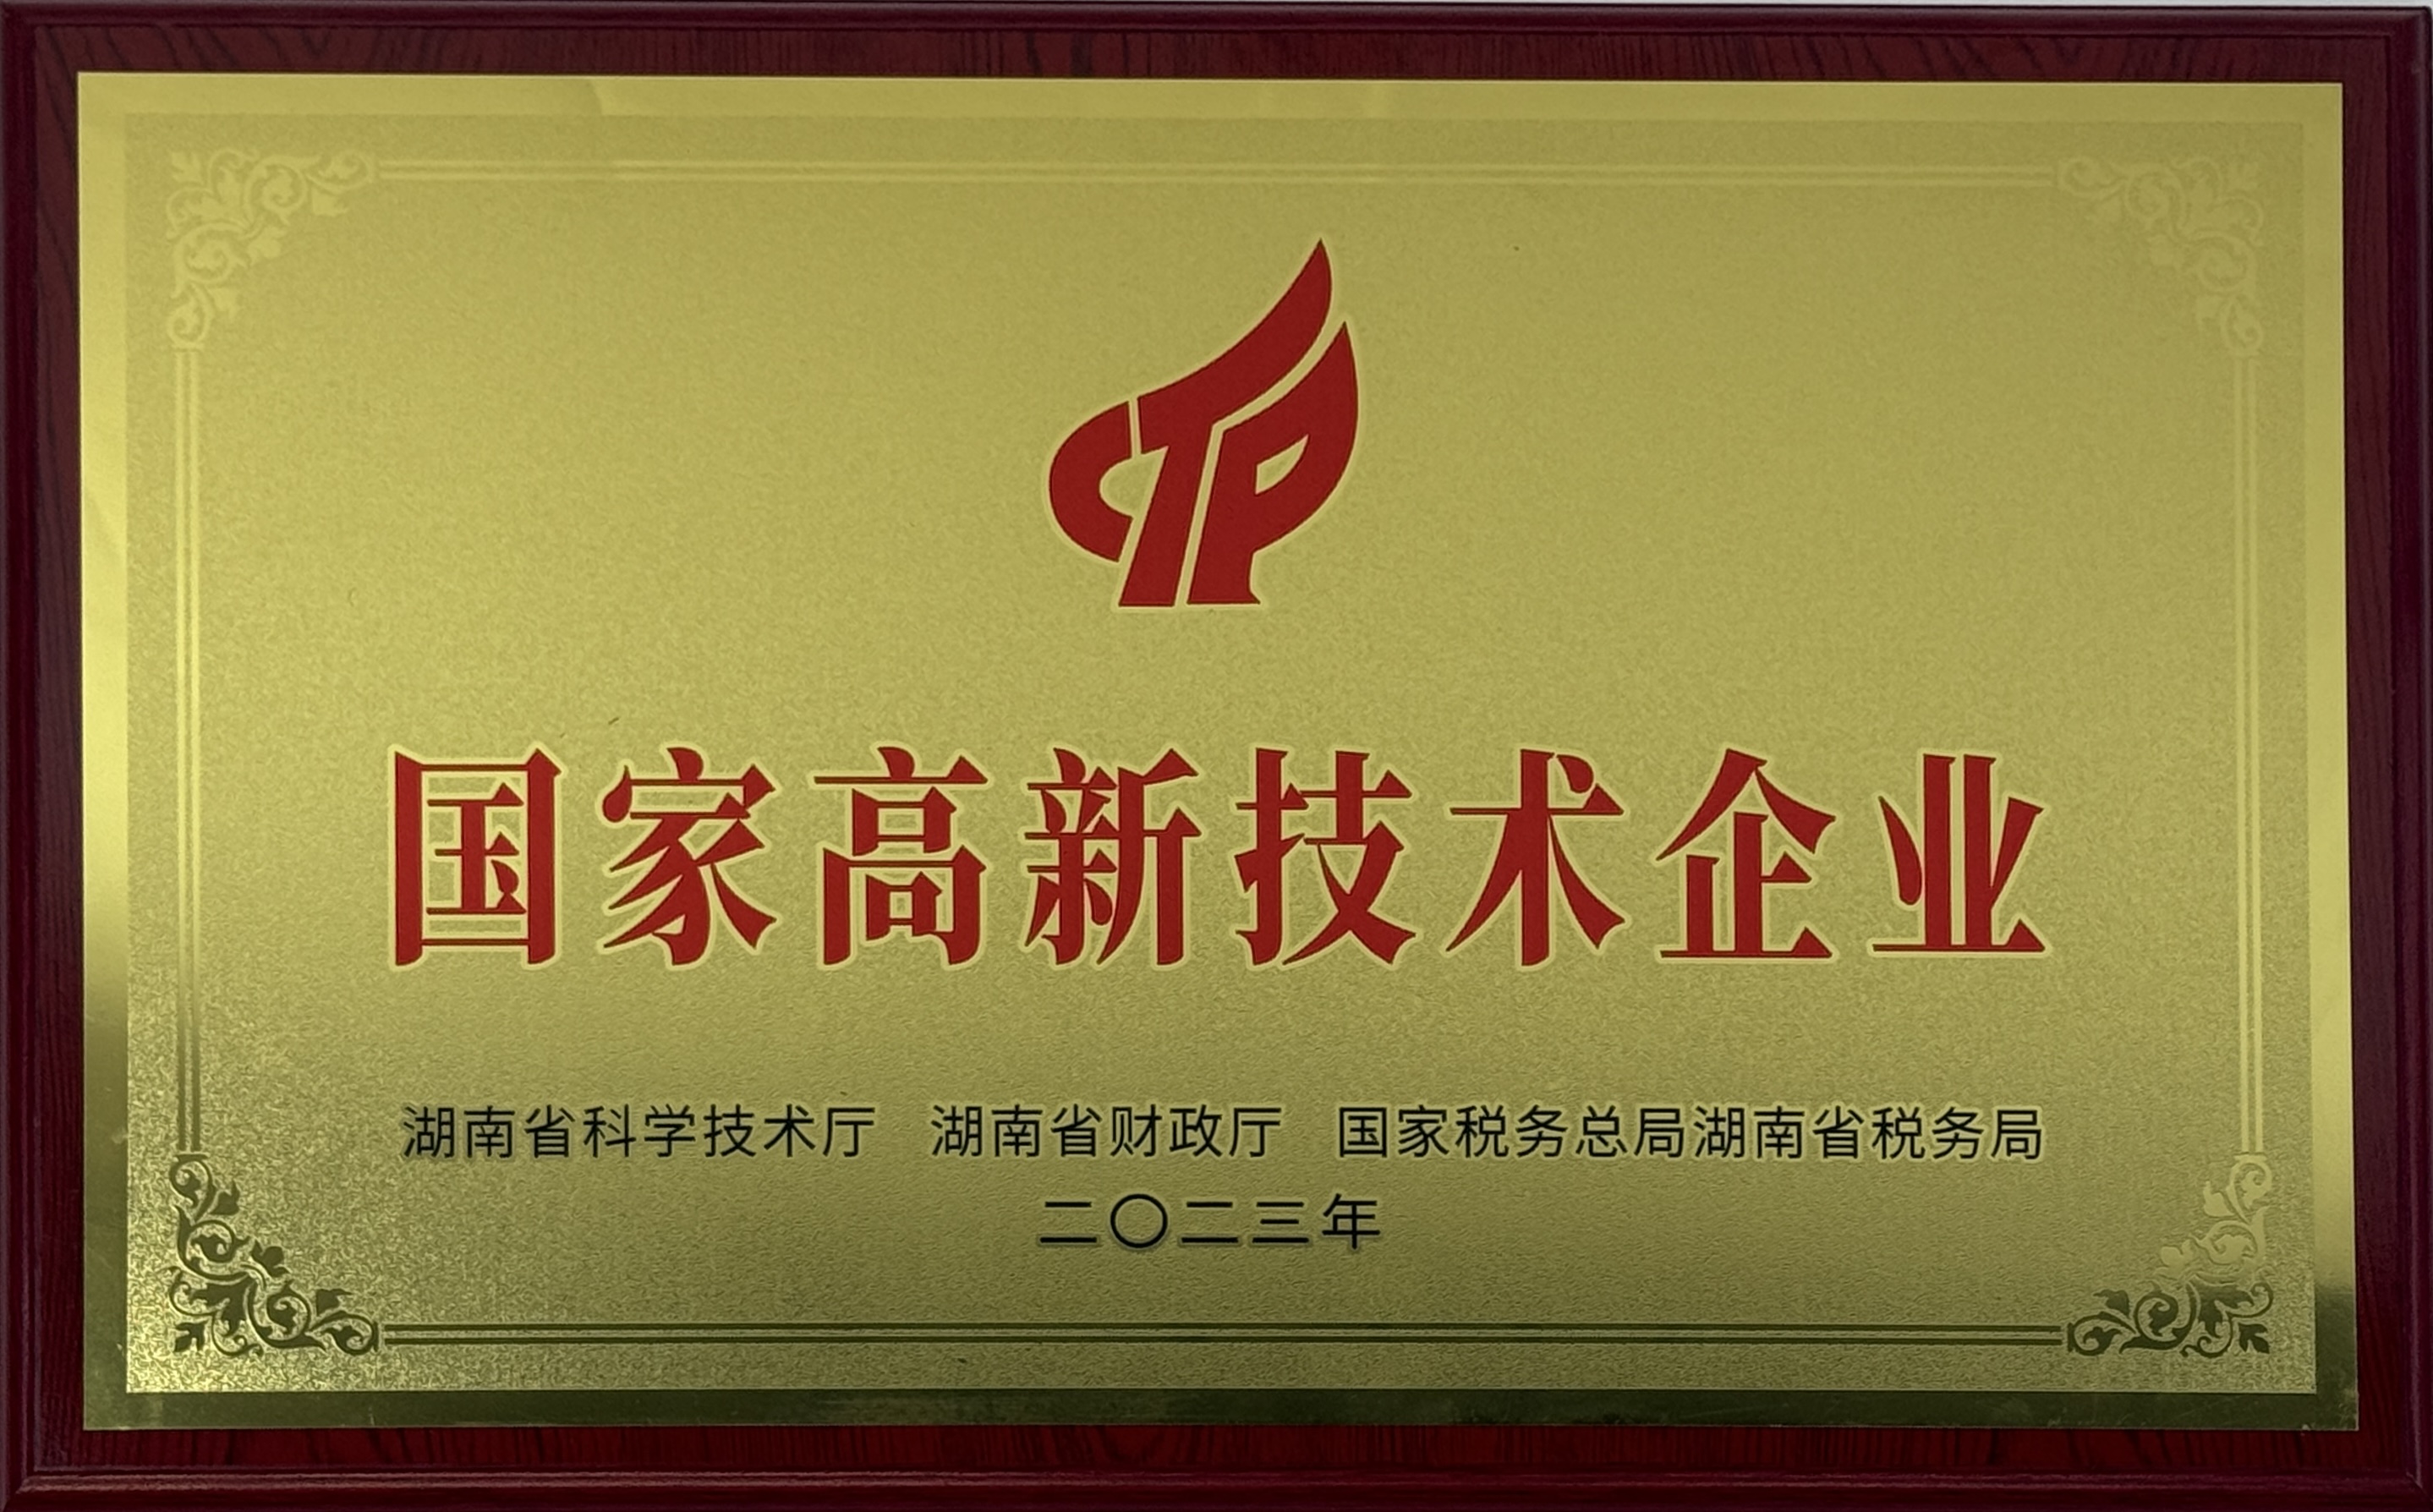 CTP
国家高新技术企业
湖南省科学技术厅 湖南省财政厅 国家税务总局湖南省税务局
二〇二三年